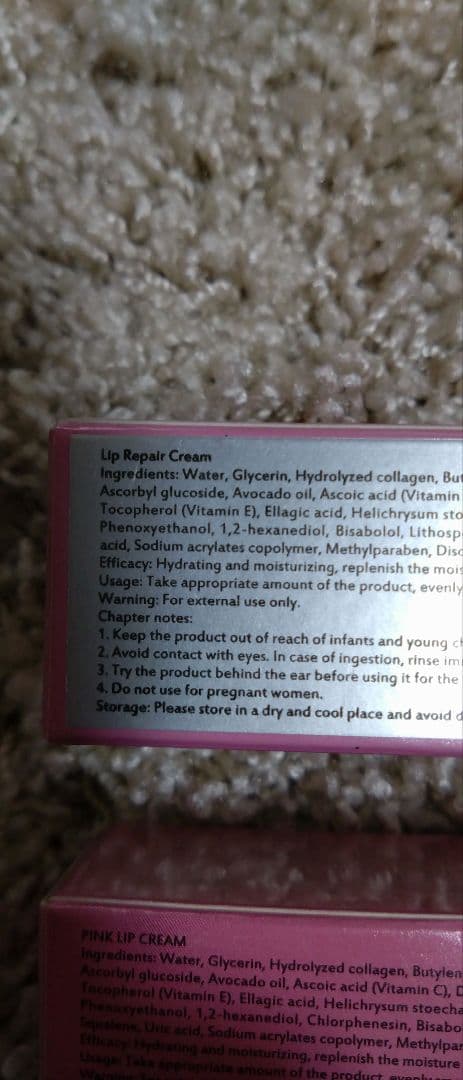 Lip Repair Cream
Ingredients: Water, Glycerin, Hydrolyzed collagen, But
Ascorbyl glucoside, Avocado oil, Ascoic acid (Vitamin
Tocopherol (Vitamin E), Ellagic acid, Helichrysum sto
Phenoxyethanol, 1,2-hexanediol, Bisabolol, Lithosp
acid, Sodium acrylates copolymer, Methylparaben, Diso
Efficacy: Hydrating and moisturizing, replenish the mois
Usage: Take appropriate amount of the product, evenly
Warning: For external use only.
Chapter notes:
1. Keep the product out of reach of infants and young ch
2. Avoid contact with eyes. In case of ingestion, rinse im
3. Try the product behind the ear before using it for the
4. Do not use for pregnant women.
Storage: Please store in a dry and cool place and avoid d
PINK LIP CREAM
Ingredients: Water, Glycerin, Hydrolyzed collagen, Butylen
Ascorbyl glucoside, Avocado oil, Ascoic acid (Vitamin C), D
Tocopherol (Vitamin E), Ellagic acid, Helichrysum stoecha
Phenoxyethanol, 1,2-hexanediol, Chlorphenesin, Bisabo
Squalene, Uric acid, Sodium acrylates copolymer, Methylpar
Efficacy: Hydrating and moisturizing, replenish the moisture
Usage: Take appropriate amount of the product, evenly
Warning: